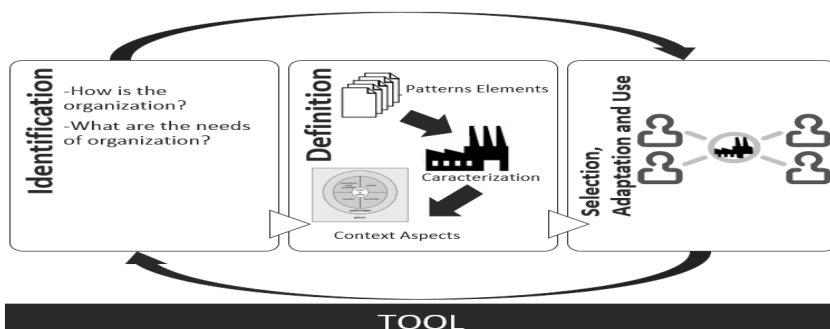 Identification
-How is the
organization?
-What are the needs
of organization?
Definition
Patterns Elements
Caracterization
Context Aspects
Selection,
Adaptation and Use
TOOL